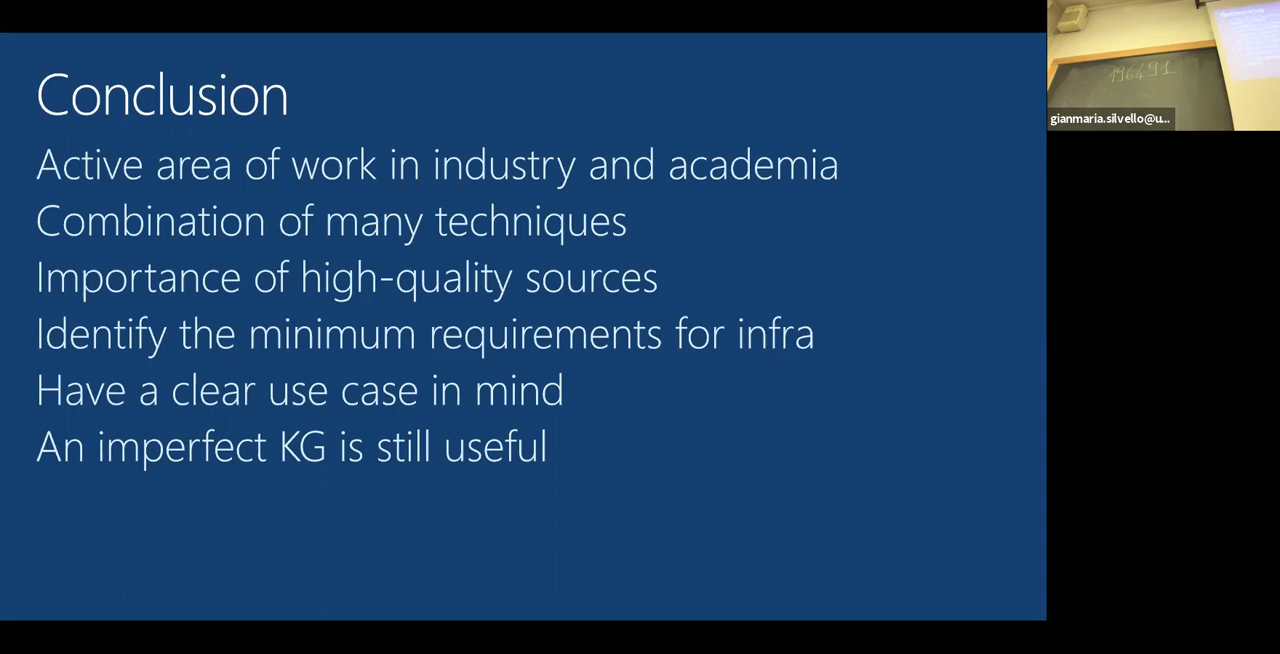 Conclusion
Active area of work in industry and academia
Combination of many techniques
Importance of high-quality sources
Identify the minimum requirements for infra
Have a clear use case in mind
An imperfect KG is still useful
196491
gianmaria.silvello@u...